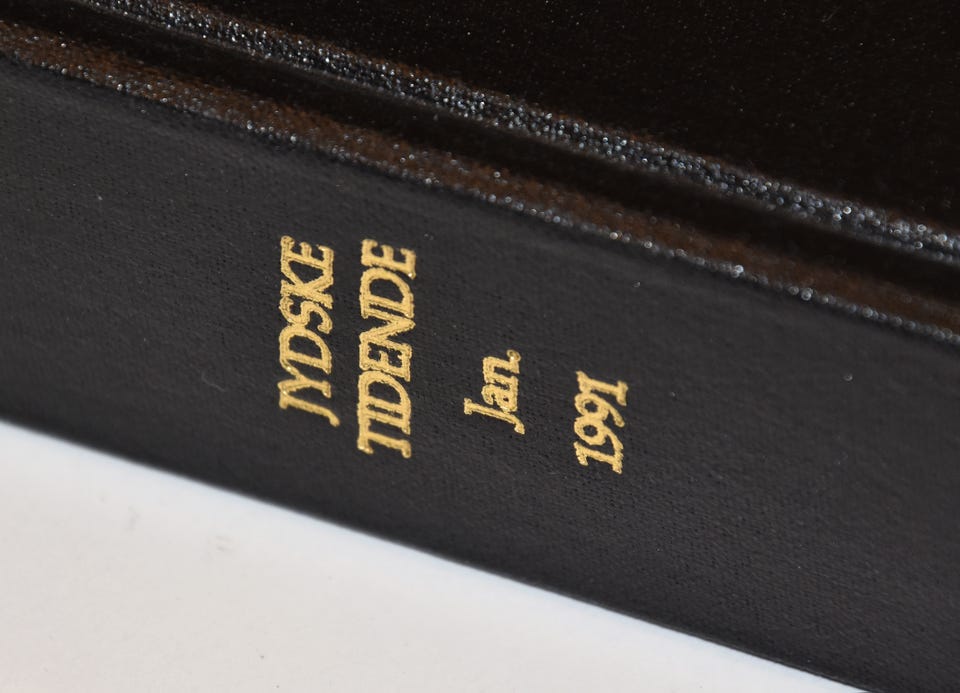 JYDSKE
TIDENDE
Jan.
1991